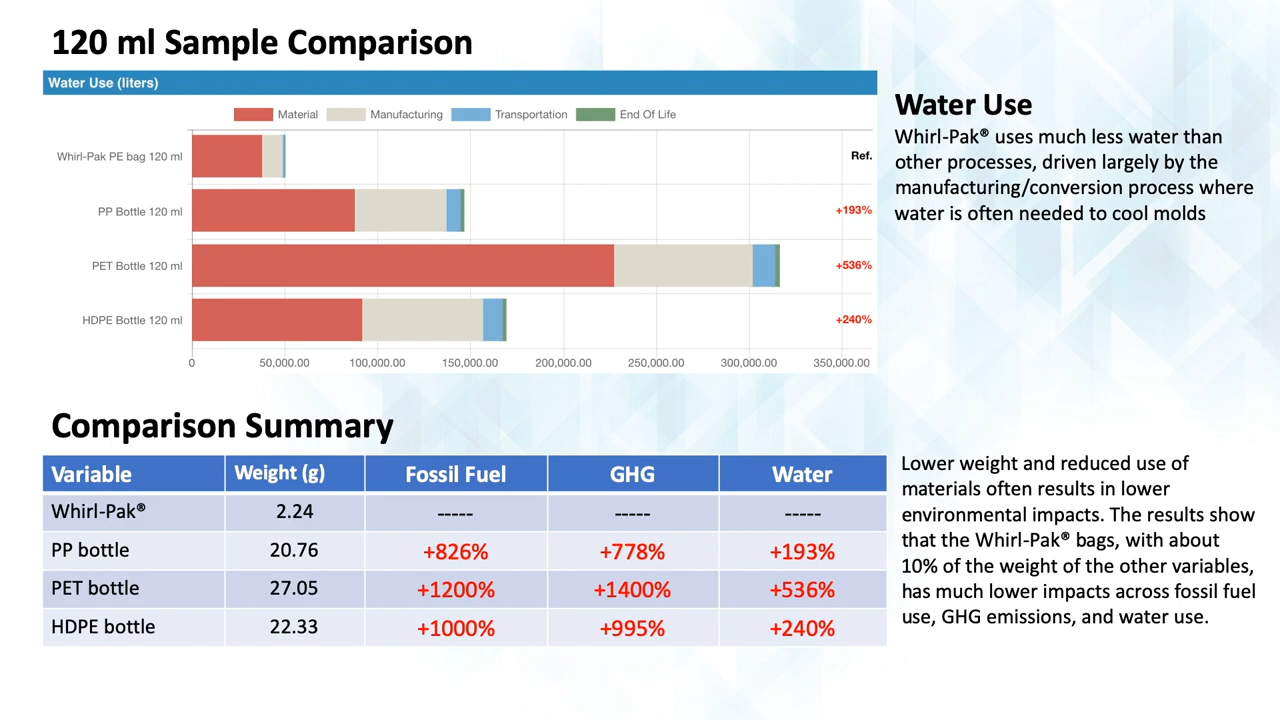 120 ml Sample Comparison
Water Use (liters)
Material Manufacturing Transportation End Of Life
Whirl-Pak PE bag 120 ml Ref.
PP Bottle 120 ml +193%
PET Bottle 120 ml +536%
HDPE Bottle 120 ml +240%
0 50,000.00 100,000.00 150,000.00 200,000.00 250,000.00 300,000.00 350,000.00
Water Use
Whirl-Pak® uses much less water than
other processes, driven largely by the
manufacturing/conversion process where
water is often needed to cool molds
Comparison Summary
Variable Weight (g) Fossil Fuel GHG Water
Whirl-Pak® 2.24 ----- ----- -----
PP bottle 20.76 +826% +778% +193%
PET bottle 27.05 +1200% +1400% +536%
HDPE bottle 22.33 +1000% +995% +240%
Lower weight and reduced use of
materials often results in lower
environmental impacts. The results show
that the Whirl-Pak® bags, with about
10% of the weight of the other variables,
has much lower impacts across fossil fuel
use, GHG emissions, and water use.